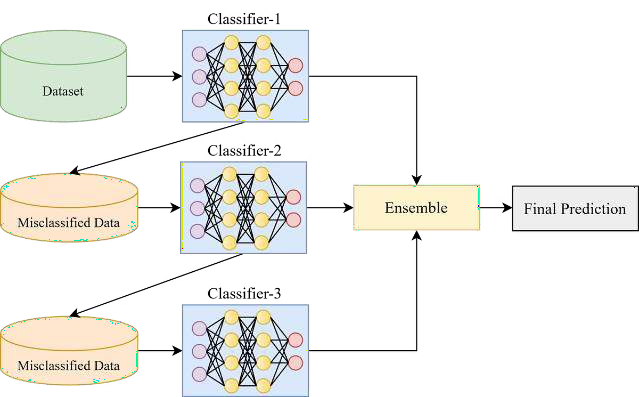 Classifier-1
Dataset
Classifier-2
Misclassified Data
Ensemble
Final Prediction
Classifier-3
Misclassified Data